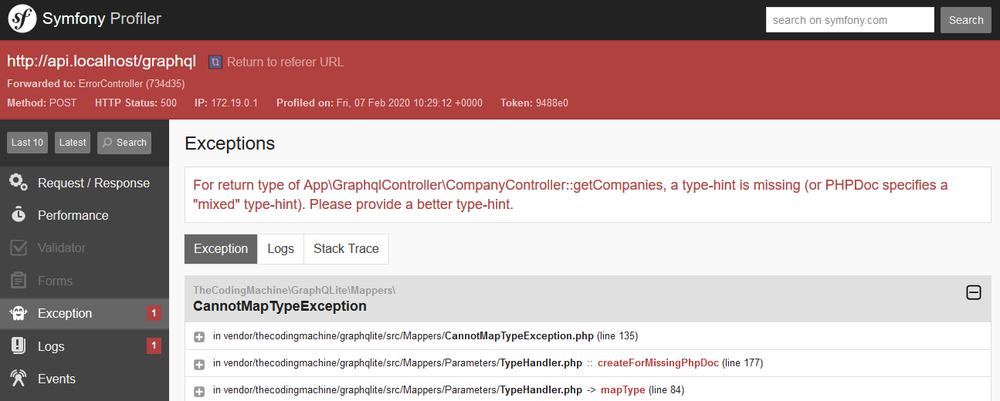 sf Symfony Profiler
search on symfony.com
Search
http://api.localhost/graphql
Return to referer URL
Forwarded to: ErrorController (734d35)
Method: POST HTTP Status: 500 IP: 172.19.0.1 Profiled on: Fri, 07 Feb 2020 10:29:12 +0000 Token: 9488e0
Last 10
Latest
Search
Request / Response
Performance
Validator
Forms
Exception 1
Logs 1
Events
Exceptions
For return type of App\GraphqlController\CompanyController::getCompanies, a type-hint is missing (or PHPDoc specifies a
"mixed" type-hint). Please provide a better type-hint.
Exception
Logs
Stack Trace
TheCodingMachine\GraphQLite\Mappers\
CannotMapTypeException
in vendor/thecodingmachine/graphqlite/src/Mappers/CannotMapTypeException.php (line 135)
in vendor/thecodingmachine/graphqlite/src/Mappers/Parameters/TypeHandler.php :: createForMissingPhpDoc (line 177)
in vendor/thecodingmachine/graphqlite/src/Mappers/Parameters/TypeHandler.php -> mapType (line 84)